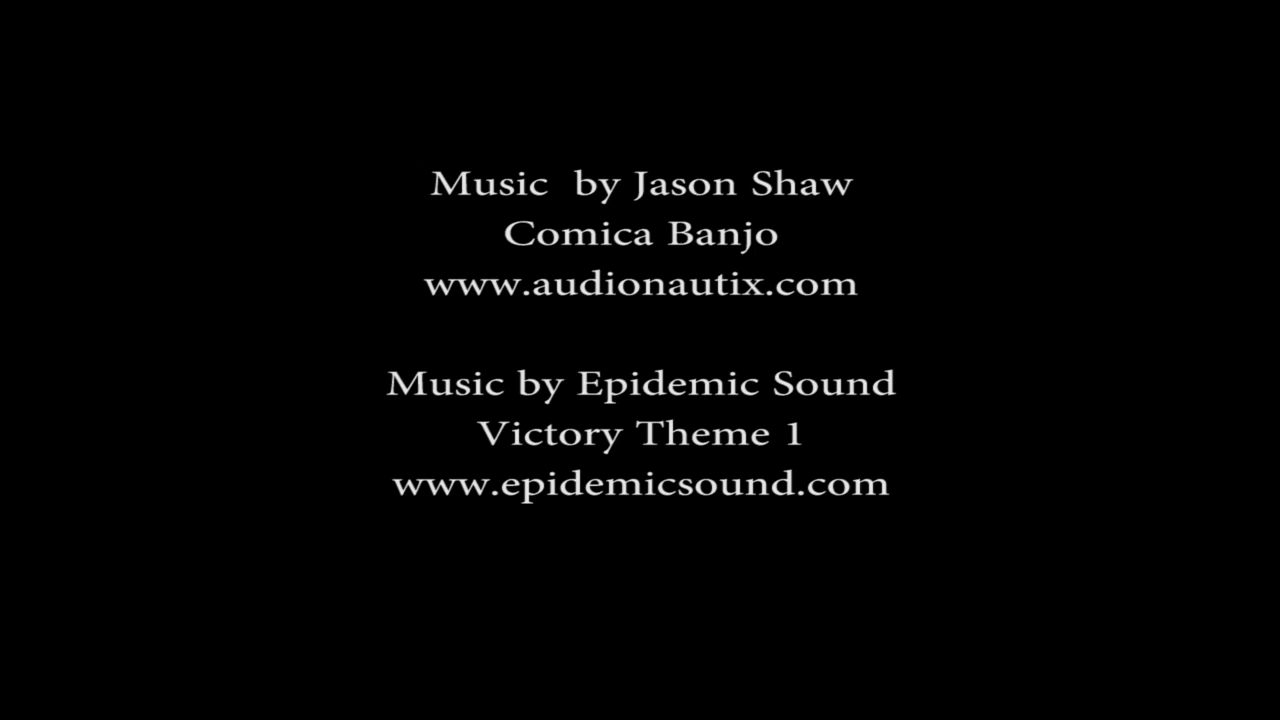 Music  by Jason Shaw
Comica Banjo
www.audionautix.com
Music by Epidemic Sound
Victory Theme 1
www.epidemicsound.com